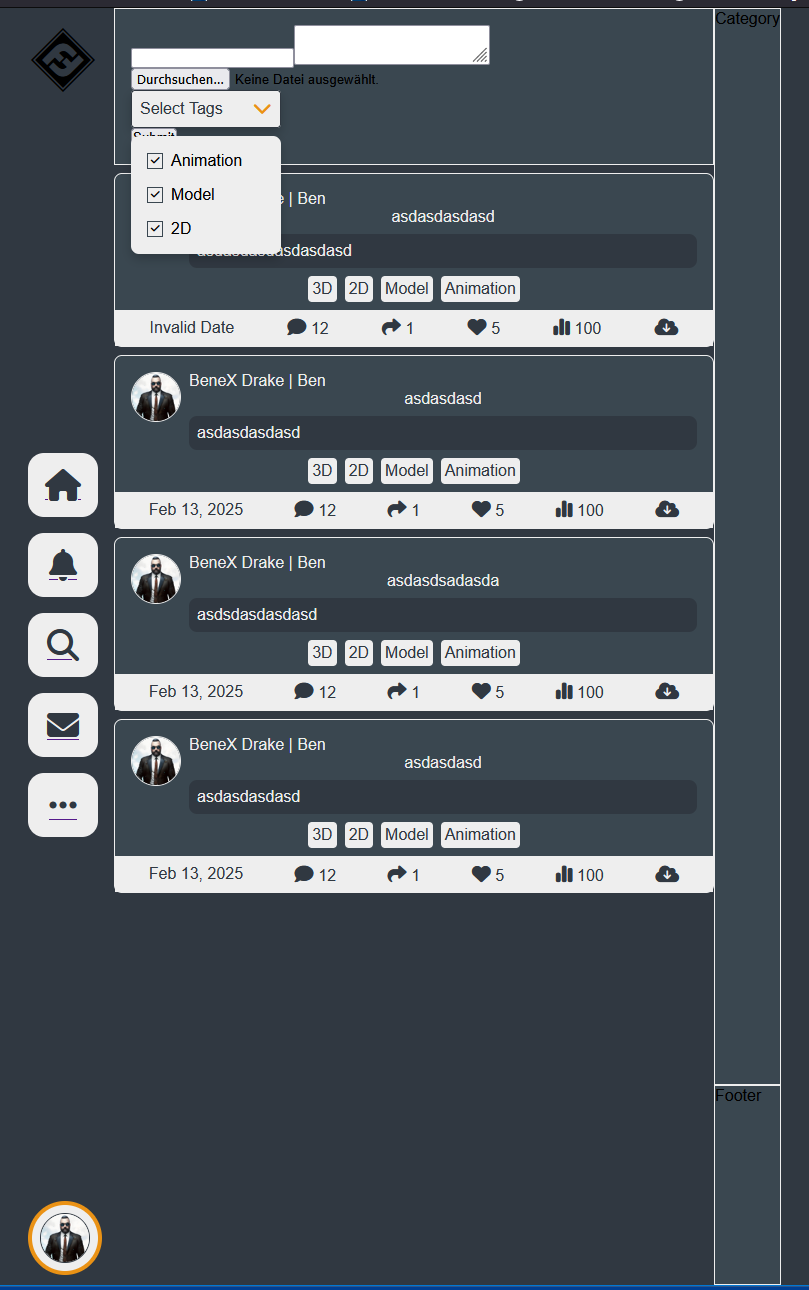 Category
Durchsuchen... Keine Datei ausgewählt.
Select Tags
Submit
Animation
Model
2D
| Ben
asdasdasdasd
asdasdasdasdasdasd
3D 2D Model Animation
Invalid Date 12 1 5 100
BeneX Drake | Ben
asdasdasd
asdasdasdasd
3D 2D Model Animation
Feb 13, 2025 12 1 5 100
BeneX Drake | Ben
asdasdsadasda
asdsdasdasdasd
3D 2D Model Animation
Feb 13, 2025 12 1 5 100
BeneX Drake | Ben
asdasdasd
asdasdasdasd
3D 2D Model Animation
Feb 13, 2025 12 1 5 100
Footer